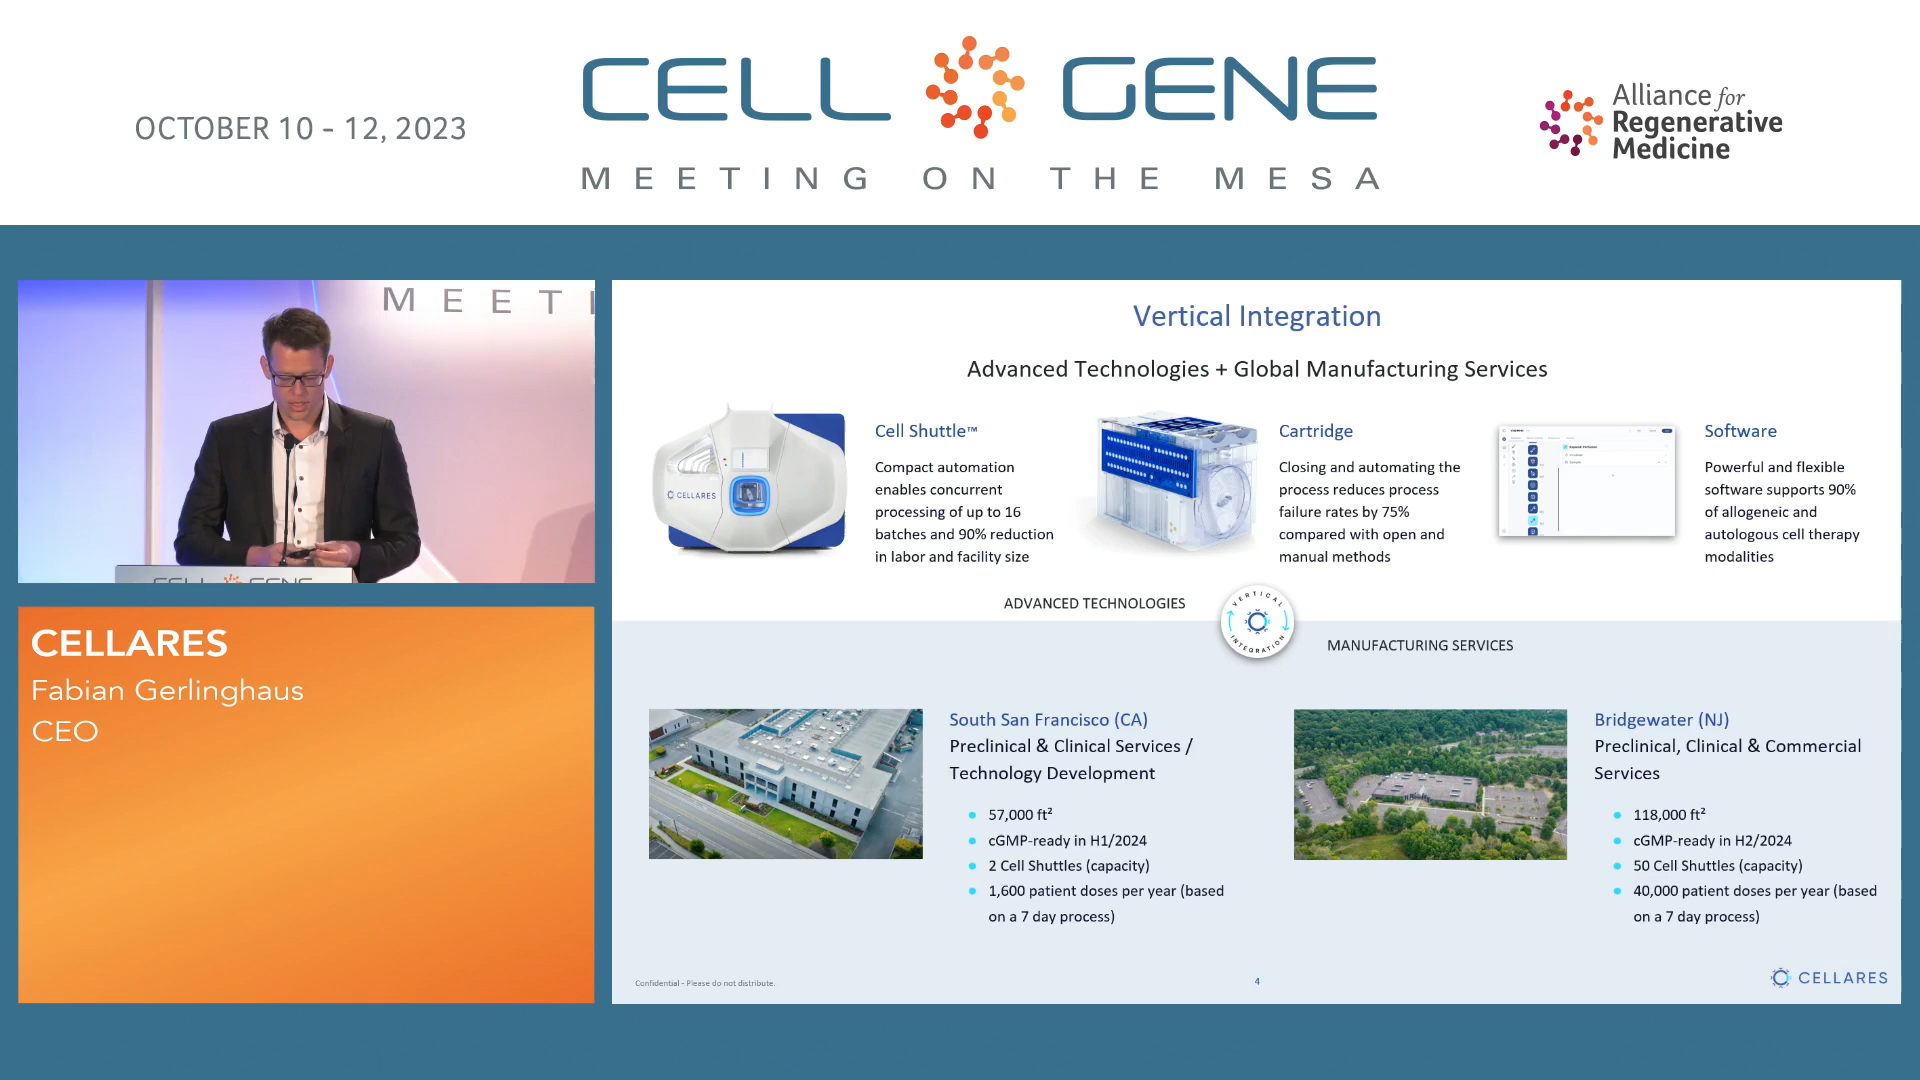 OCTOBER 10 - 12, 2023
CELL GENE
MEETING ON THE MESA
Alliance for
Regenerative
Medicine
MEETI
CELL GENE
CELLARES
Fabian Gerlinghaus
CEO
Vertical Integration
Advanced Technologies + Global Manufacturing Services
CELLARES
Cell Shuttle™
Compact automation
enables concurrent
processing of up to 16
batches and 90% reduction
in labor and facility size
Cartridge
Closing and automating the
process reduces process
failure rates by 75%
compared with open and
manual methods
Software
Powerful and flexible
software supports 90%
of allogeneic and
autologous cell therapy
modalities
ADVANCED TECHNOLOGIES
VERTICAL
INTEGRATION
MANUFACTURING SERVICES
South San Francisco (CA)
Preclinical & Clinical Services /
Technology Development
• 57,000 ft²
• cGMP-ready in H1/2024
• 2 Cell Shuttles (capacity)
• 1,600 patient doses per year (based
on a 7 day process)
Bridgewater (NJ)
Preclinical, Clinical & Commercial
Services
• 118,000 ft²
• cGMP-ready in H2/2024
• 50 Cell Shuttles (capacity)
• 40,000 patient doses per year (based
on a 7 day process)
Confidential - Please do not distribute.
4
CELLARES